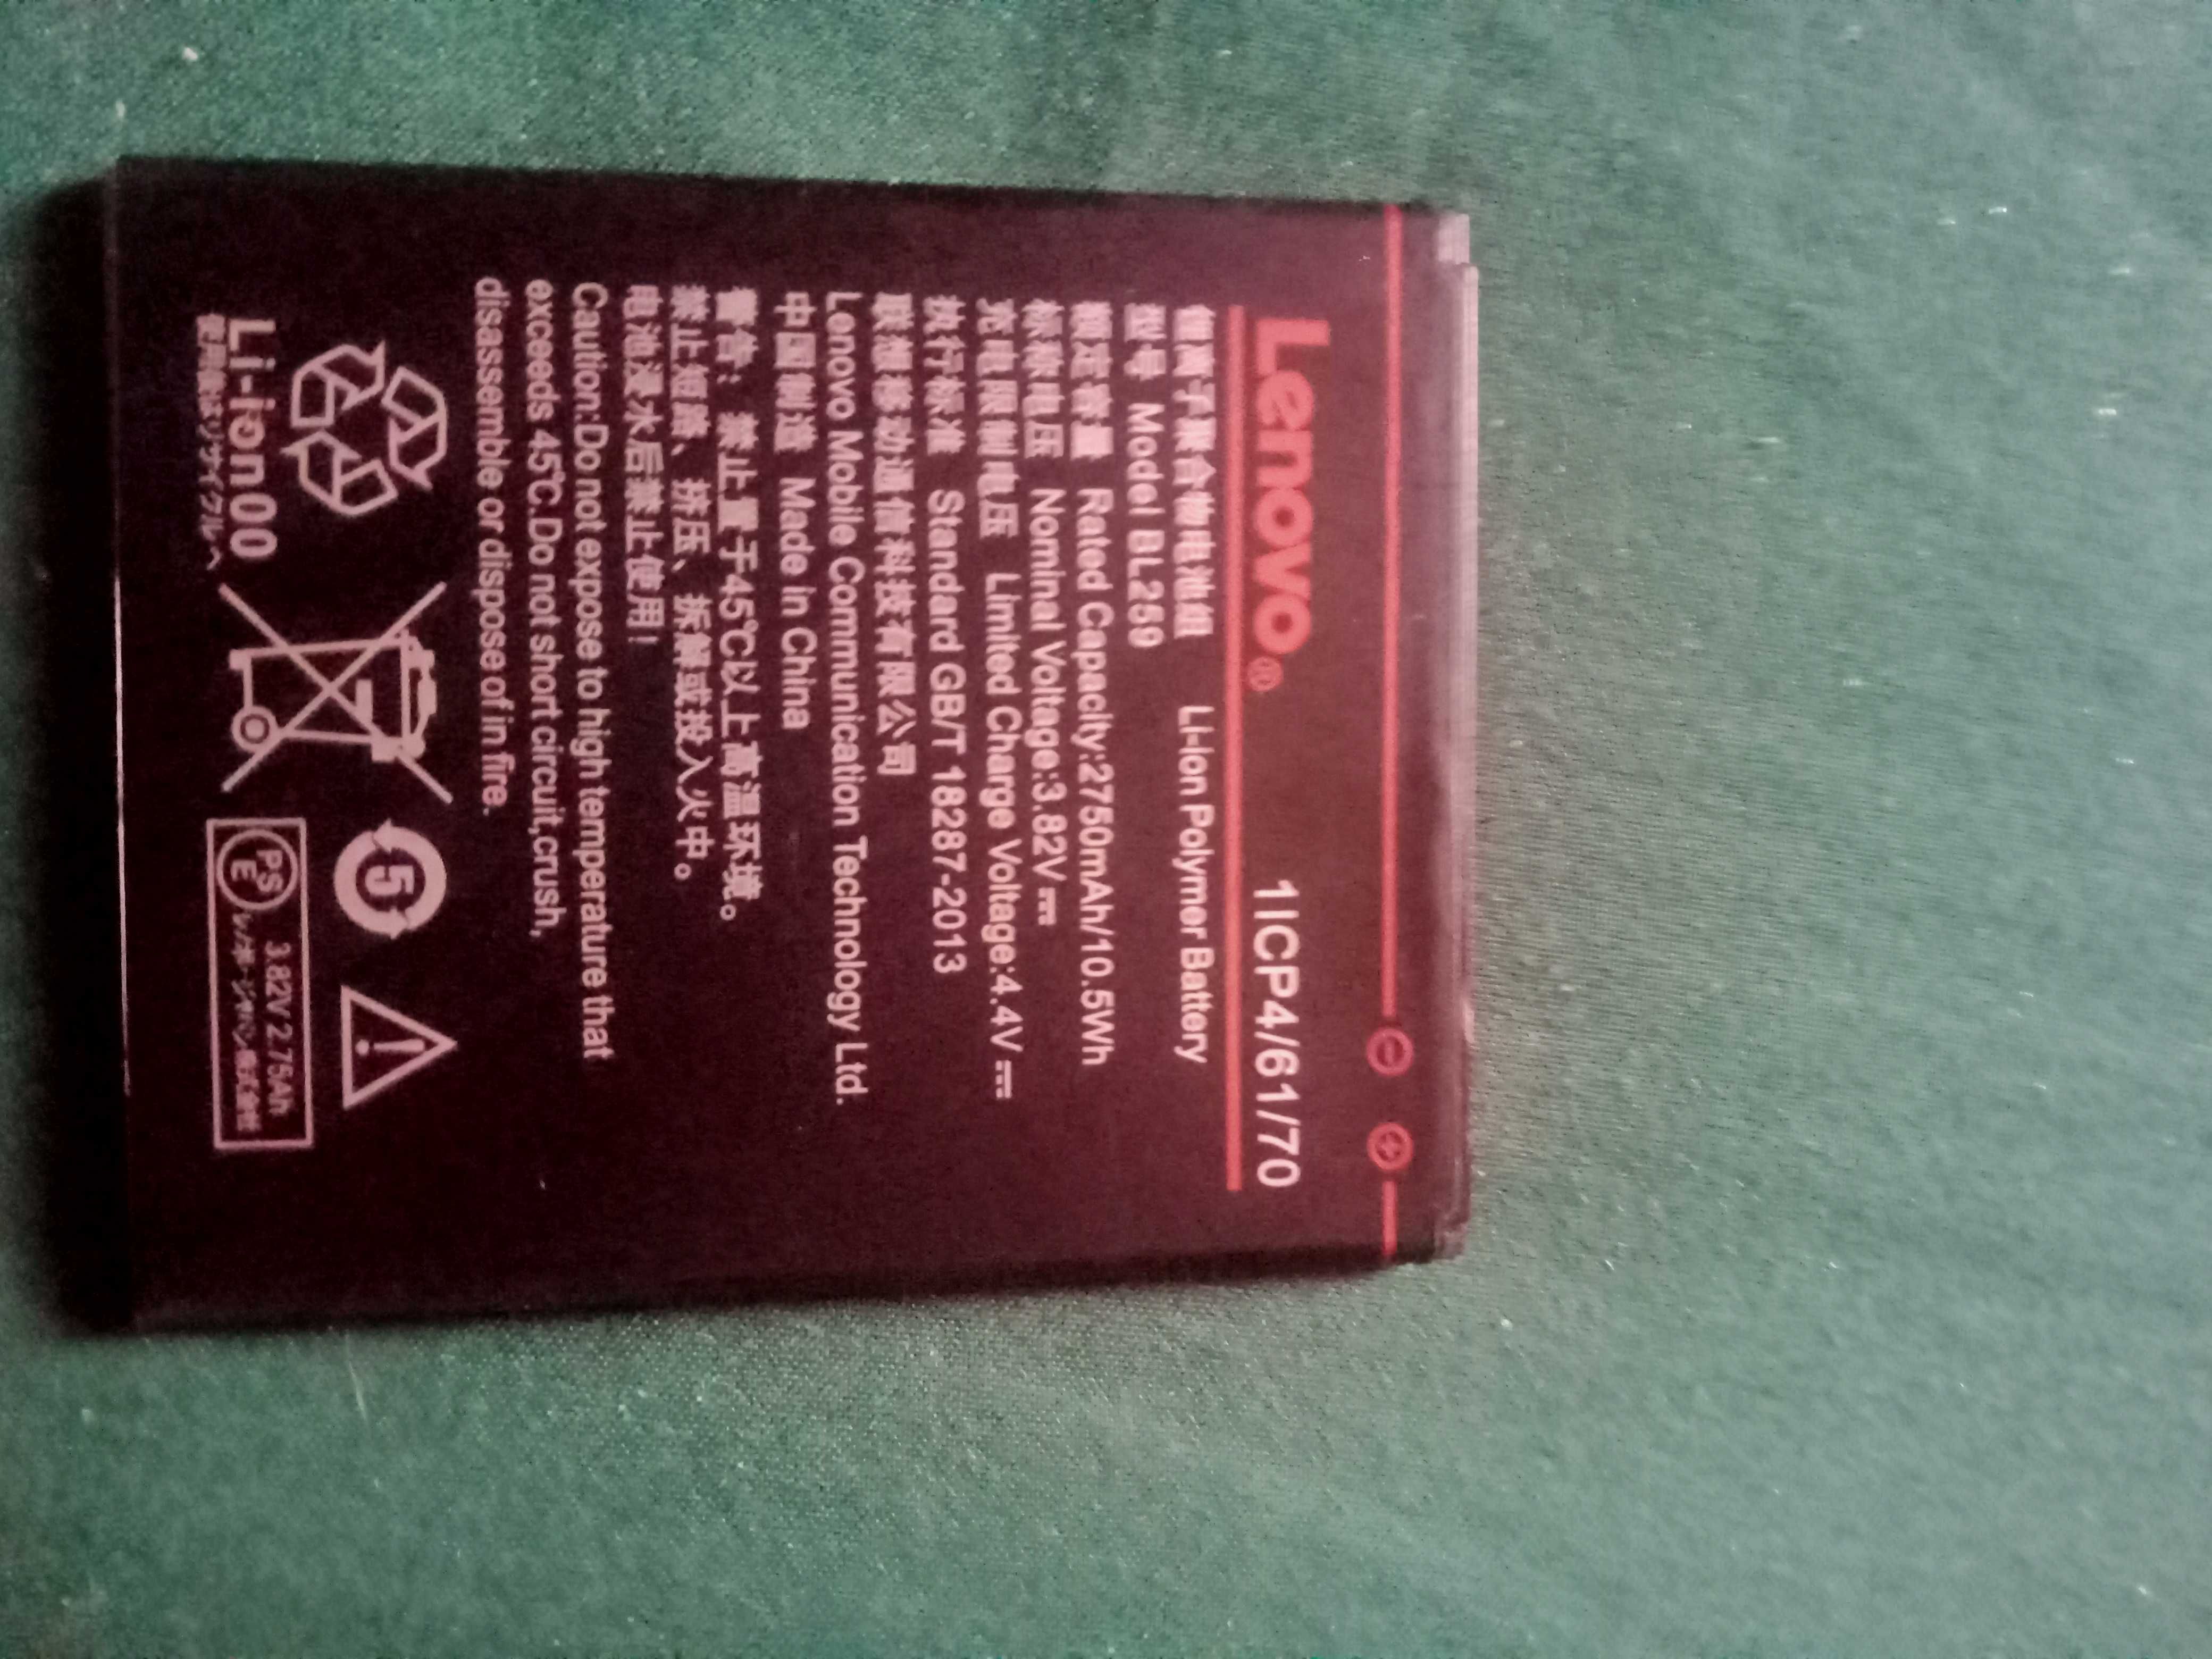 Lenovo® 1ICP4/61/70
锂离子聚合物电池组 Li-ion Polymer Battery
型号 Model BL259
额定容量 Rated Capacity:2750mAh/10.5Wh
标称电压 Nominal Voltage:3.82V⎓
充电限制电压 Limited Charge Voltage:4.4V⎓
执行标准 Standard GB/T 18287-2013
联想移动通信科技有限公司
Lenovo Mobile Communication Technology Ltd.
中国制造 Made in China
警告：禁止置于45℃以上高温环境。
禁止短路、挤压、拆解或投入火中。
电池浸水后禁止使用！
Caution:Do not expose to high temperature that
exceeds 45℃.Do not short circuit,crush,
disassemble or dispose of in fire.
5
Li-ion00
PS
E
3.82V 2.75Ah